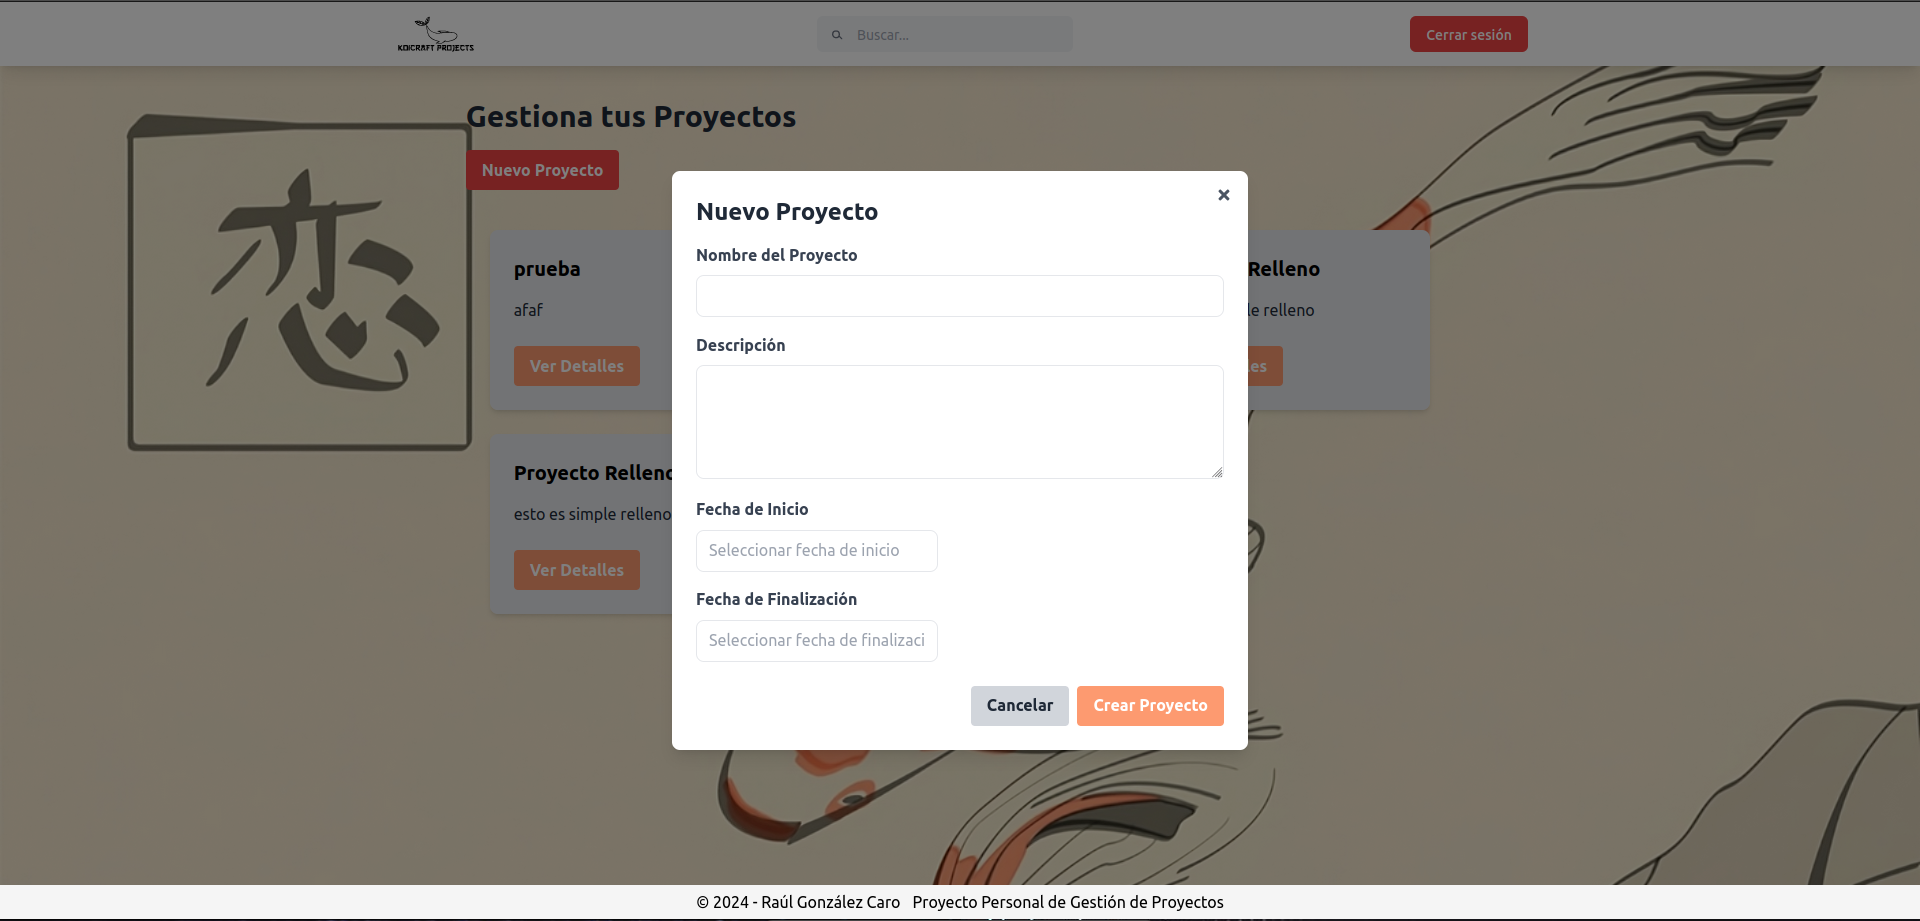 KOICRAFT PROJECTS
Buscar...
Cerrar sesión
Gestiona tus Proyectos
Nuevo Proyecto
恋
prueba
afaf
Ver Detalles
Relleno
le relleno
les
Proyecto Relleno
esto es simple relleno
Ver Detalles
Nuevo Proyecto
×
Nombre del Proyecto
Descripción
Fecha de Inicio
Seleccionar fecha de inicio
Fecha de Finalización
Seleccionar fecha de finalizaci
Cancelar
Crear Proyecto
© 2024 - Raúl González Caro Proyecto Personal de Gestión de Proyectos